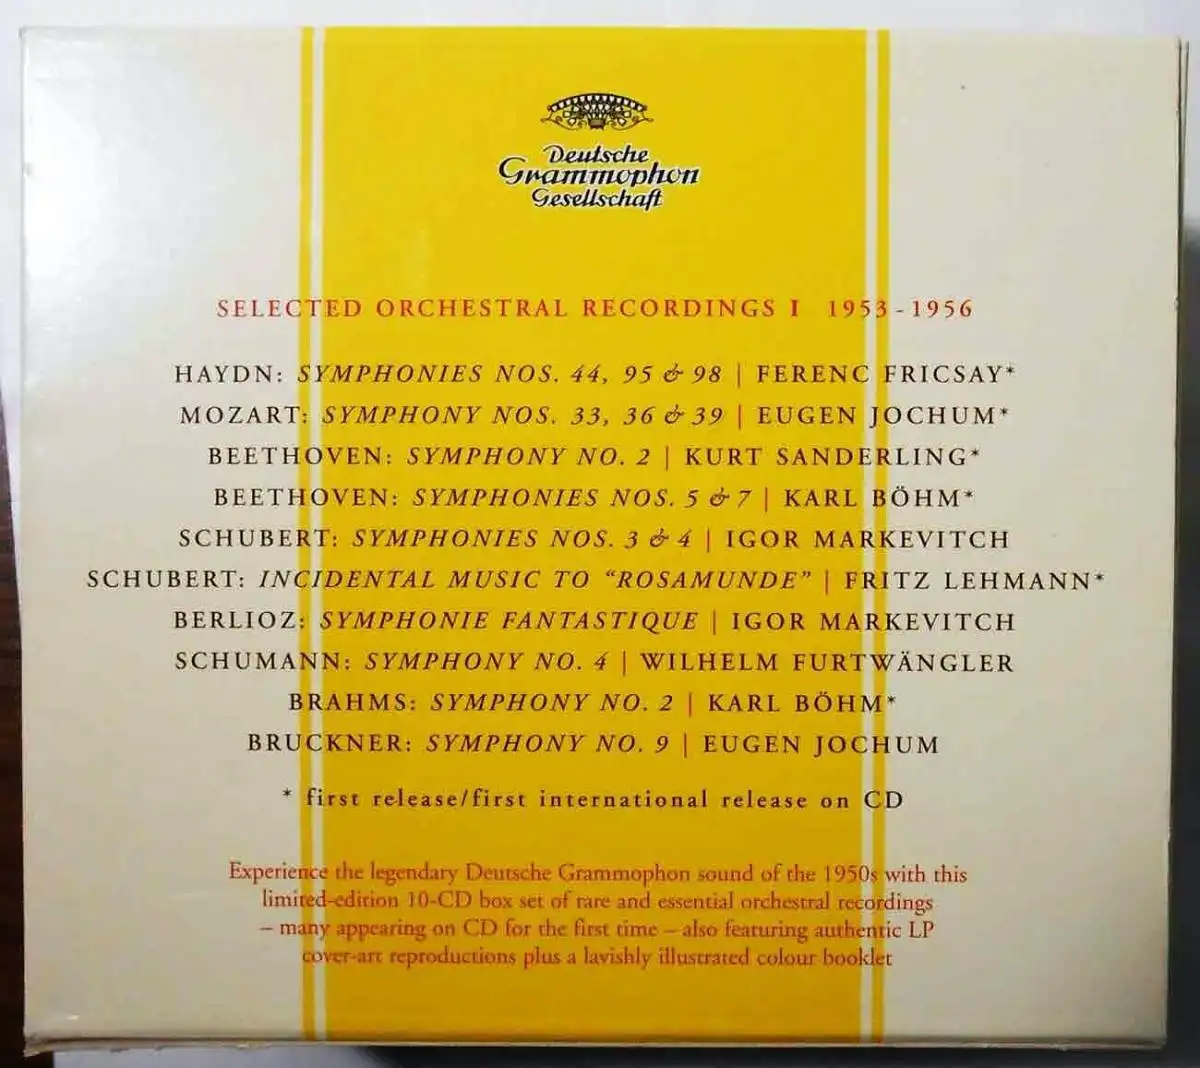 Deutsche
Grammophon
Gesellschaft
SELECTED ORCHESTRAL RECORDINGS I 1953-1956
HAYDN: SYMPHONIES NOS. 44, 95 & 98 | FERENC FRICSAY*
MOZART: SYMPHONY NOS. 33, 36 & 39 | EUGEN JOCHUM*
BEETHOVEN: SYMPHONY NO. 2 | KURT SANDERLING*
BEETHOVEN: SYMPHONIES NOS. 5 & 7 | KARL BÖHM*
SCHUBERT: SYMPHONIES NOS. 3 & 4 | IGOR MARKEVITCH
SCHUBERT: INCIDENTAL MUSIC TO “ROSAMUNDE” | FRITZ LEHMANN*
BERLIOZ: SYMPHONIE FANTASTIQUE | IGOR MARKEVITCH
SCHUMANN: SYMPHONY NO. 4 | WILHELM FURTWÄNGLER
BRAHMS: SYMPHONY NO. 2 | KARL BÖHM*
BRUCKNER: SYMPHONY NO. 9 | EUGEN JOCHUM
* first release/first international release on CD
Experience the legendary Deutsche Grammophon sound of the 1950s with this
limited-edition 10-CD box set of rare and essential orchestral recordings
– many appearing on CD for the first time – also featuring authentic LP
cover-art reproductions plus a lavishly illustrated colour booklet